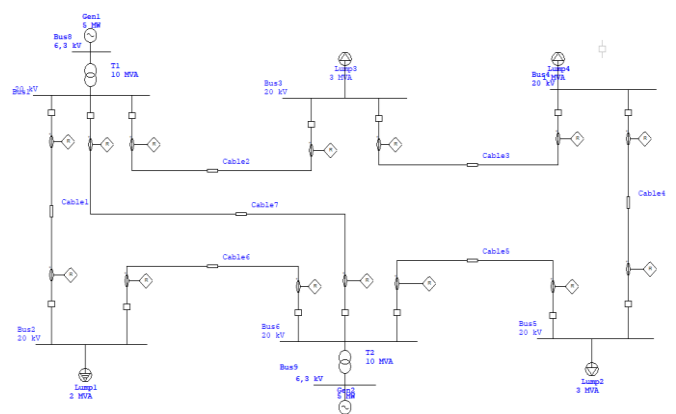 Gen1
5 MW
Bus8
6,3 kV
T1
10 MVA
Bus1
20 kV
Bus3
20 kV
Lump3
3 MVA
Lump4
Bus4
20 kV
R
R
R
R
R
R
R
Cable2
Cable3
Cable1
Cable4
Cable7
Cable6
Cable5
R
R
R
R
R
R
Bus2
20 kV
Bus6
20 kV
Bus5
20 kV
T2
10 MVA
Lump1
2 MVA
Bus9
6,3 kV
Gen2
5 MW
Lump2
3 MVA